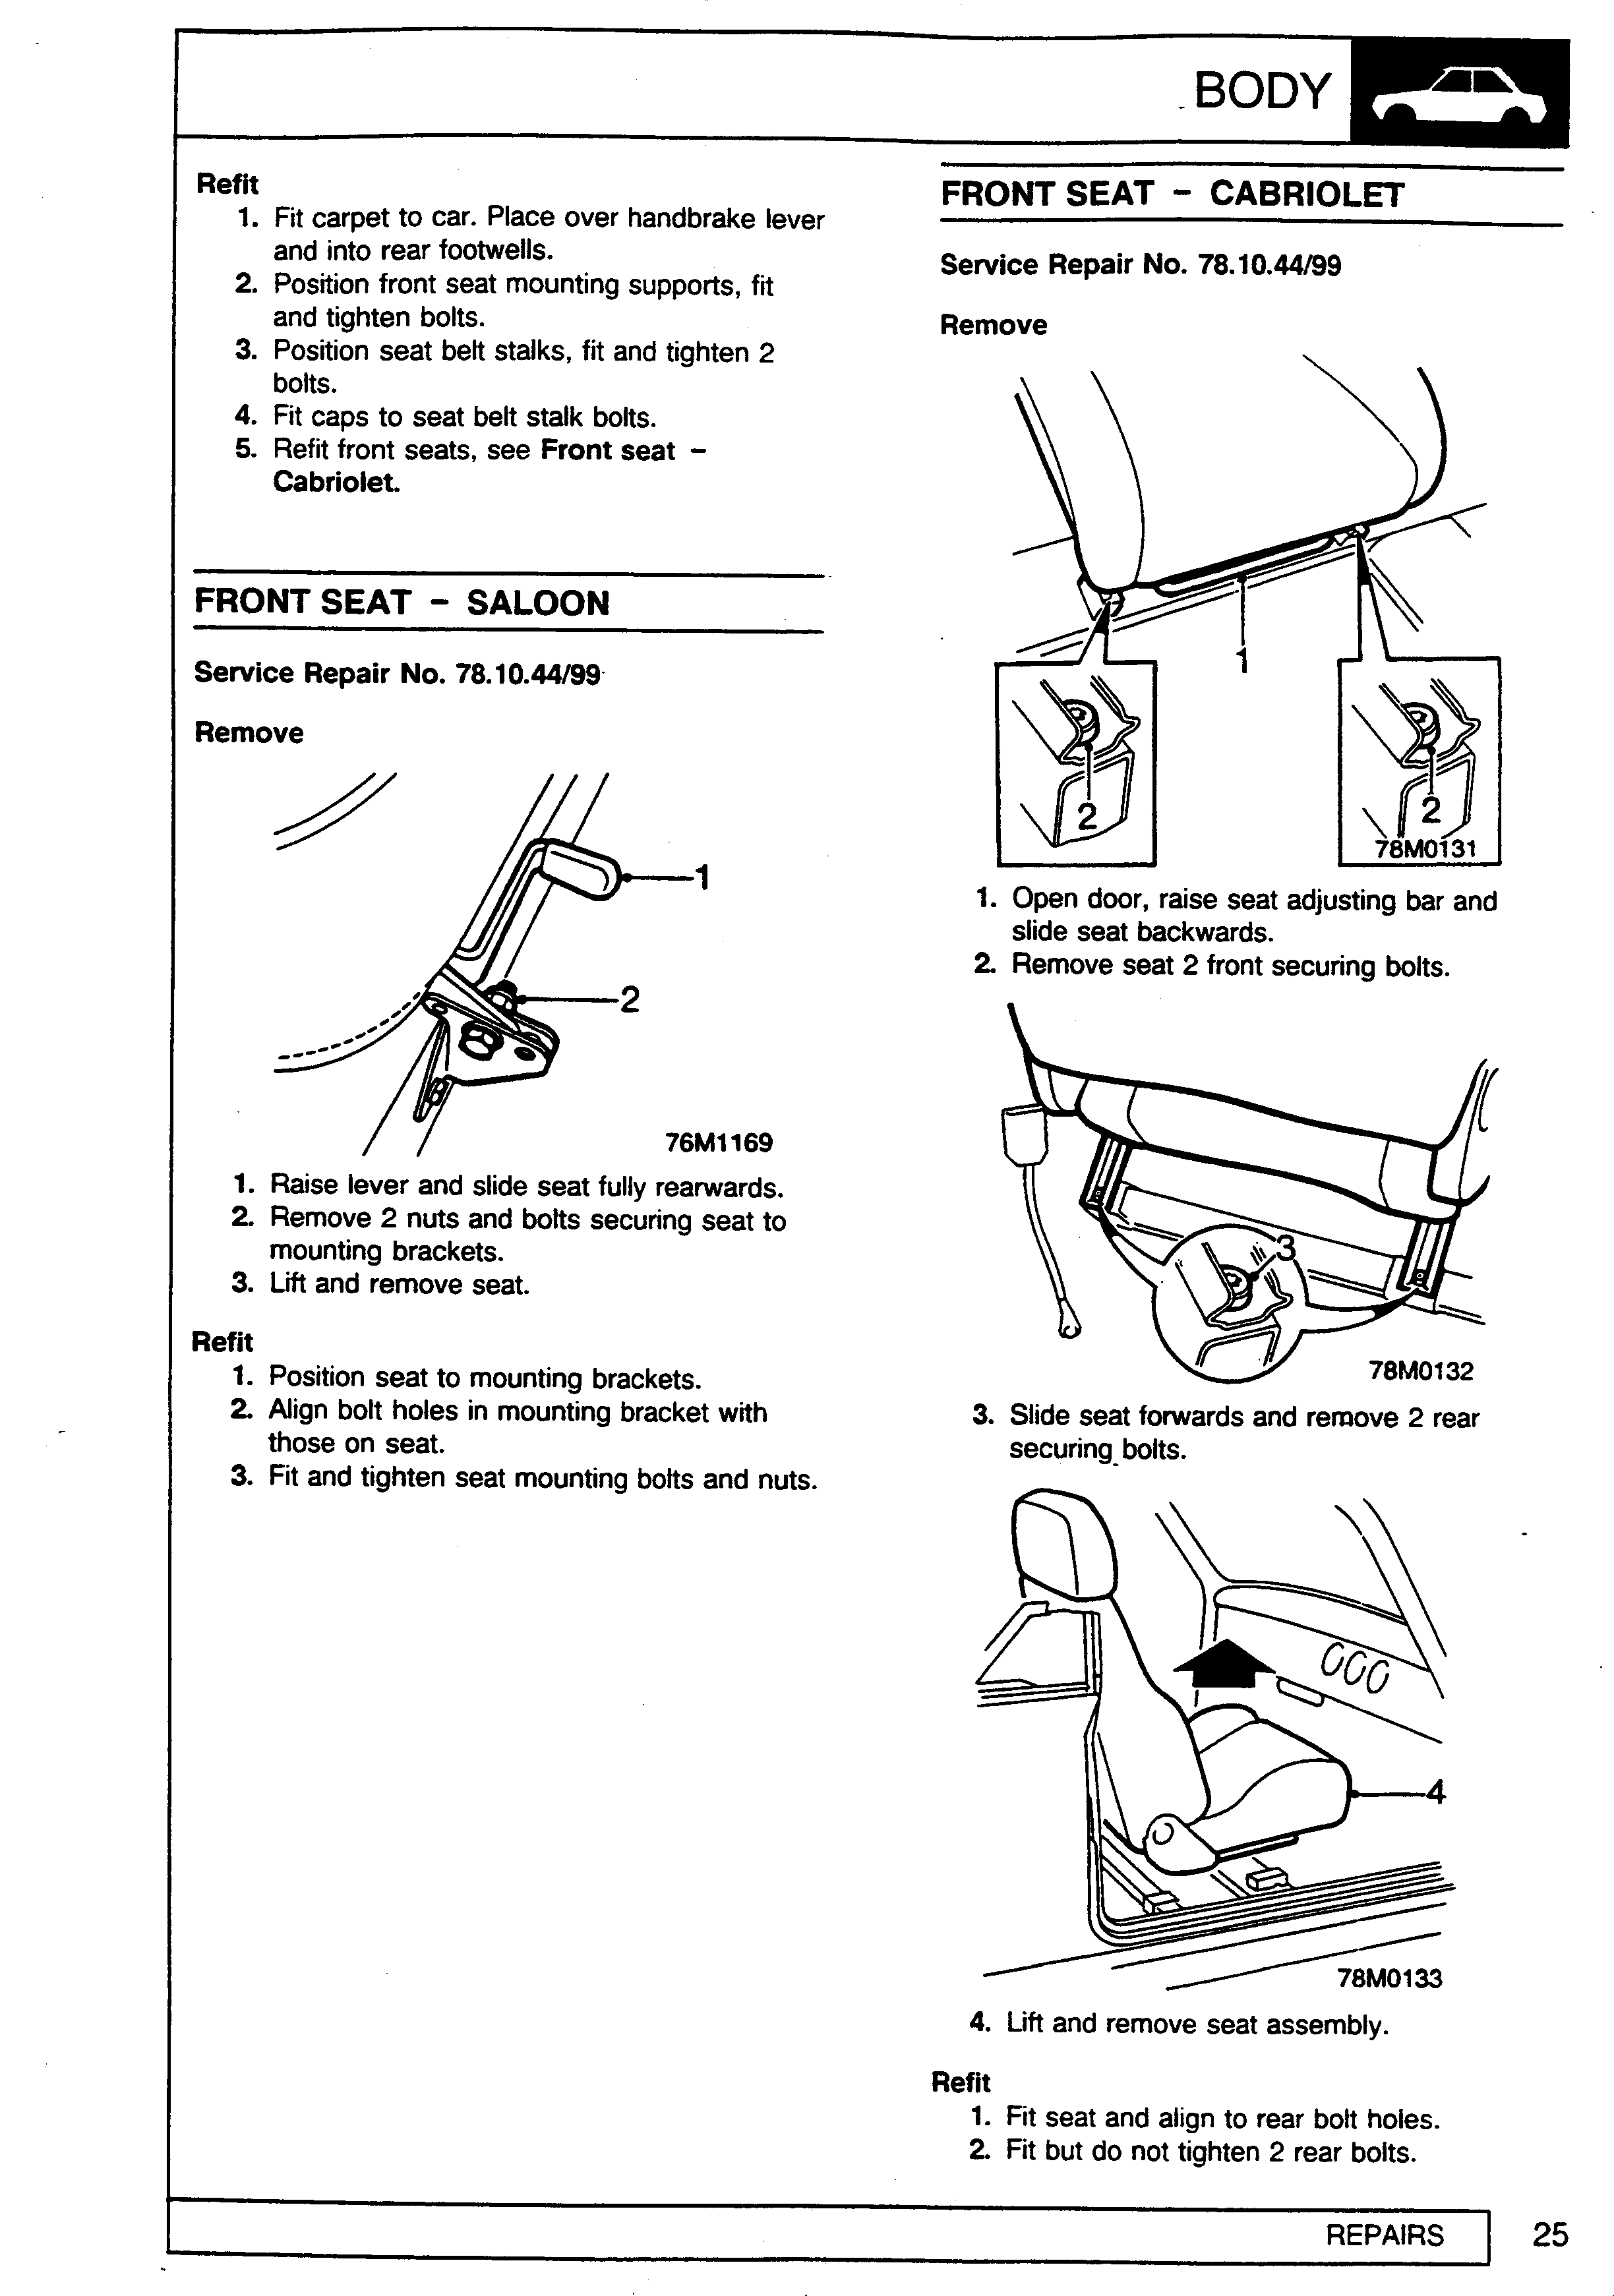 BODY
Refit
1. Fit carpet to car. Place over handbrake lever
and into rear footwells.
2. Position front seat mounting supports, fit
and tighten bolts.
3. Position seat belt stalks, fit and tighten 2
bolts.
4. Fit caps to seat belt stalk bolts.
5. Refit front seats, see Front seat –
Cabriolet.
FRONT SEAT – SALOON
Service Repair No. 78.10.44/99
Remove
1
2
76M1169
1. Raise lever and slide seat fully rearwards.
2. Remove 2 nuts and bolts securing seat to
mounting brackets.
3. Lift and remove seat.
Refit
1. Position seat to mounting brackets.
2. Align bolt holes in mounting bracket with
those on seat.
3. Fit and tighten seat mounting bolts and nuts.
FRONT SEAT – CABRIOLET
Service Repair No. 78.10.44/99
Remove
1
2
2
78M0131
1. Open door, raise seat adjusting bar and
slide seat backwards.
2. Remove seat 2 front securing bolts.
3
78M0132
3. Slide seat forwards and remove 2 rear
securing bolts.
4
78M0133
4. Lift and remove seat assembly.
Refit
1. Fit seat and align to rear bolt holes.
2. Fit but do not tighten 2 rear bolts.
REPAIRS
25